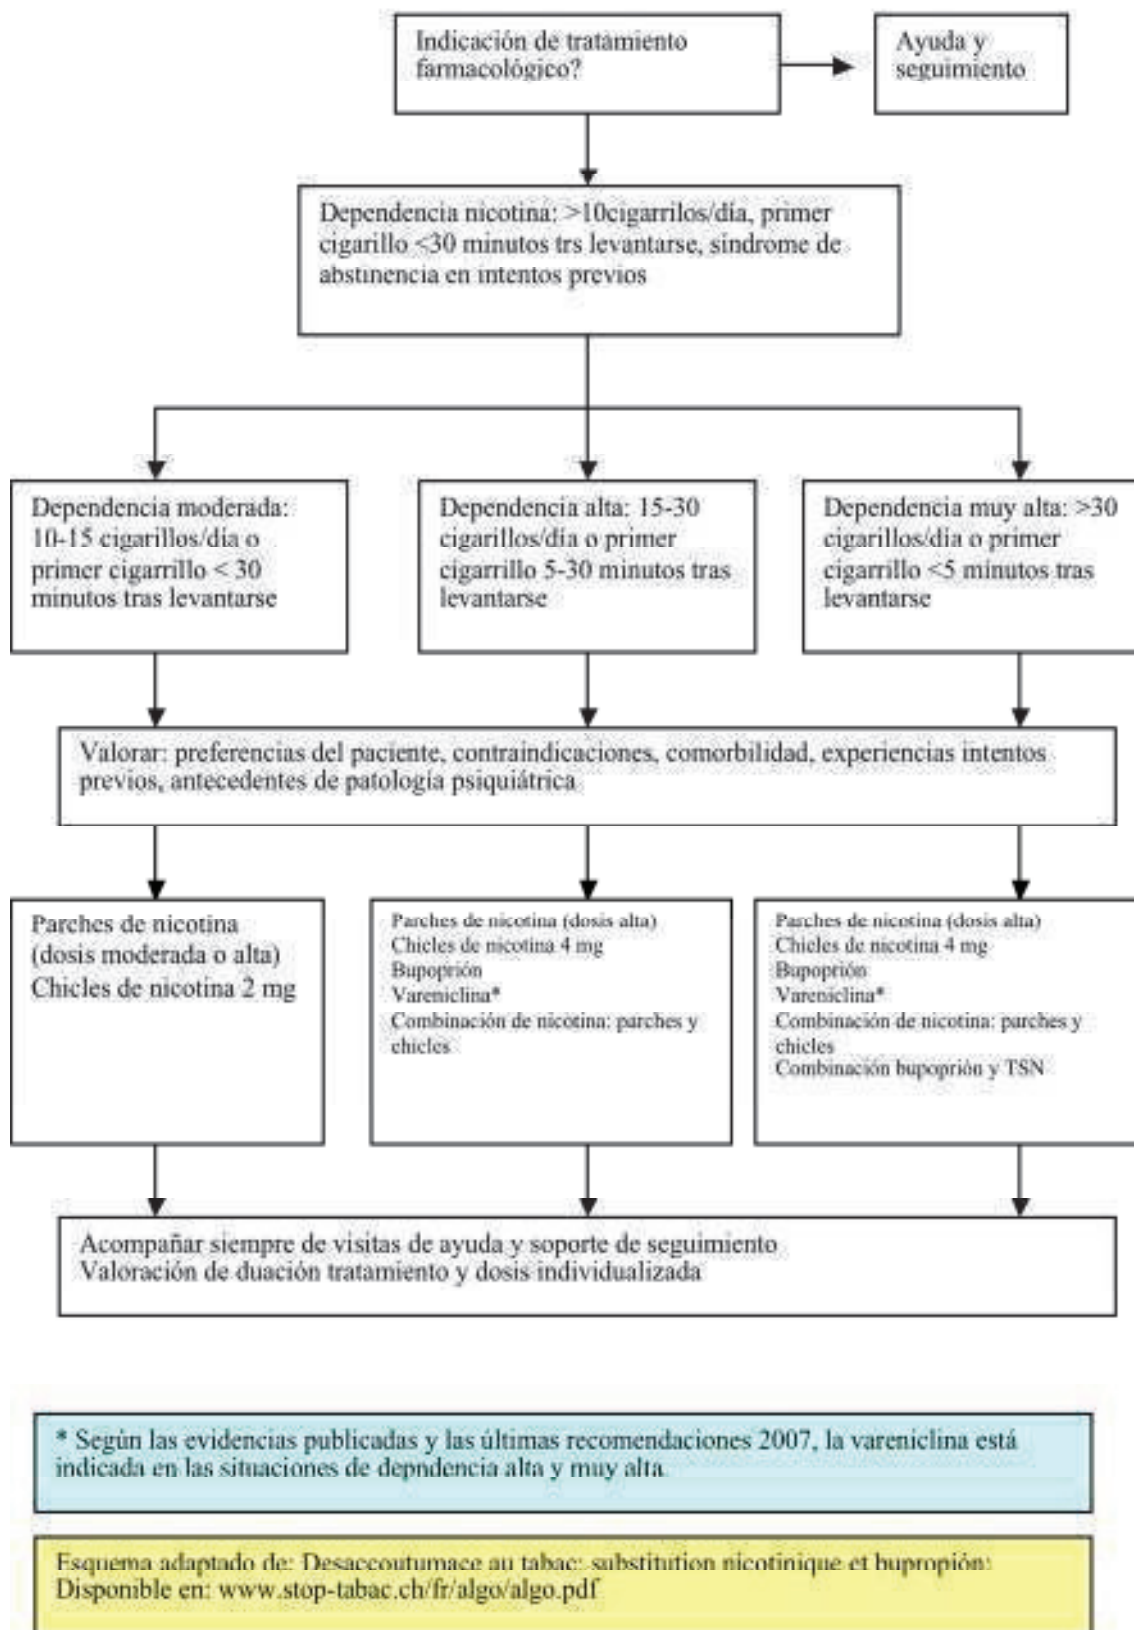 Indicación de tratamiento
farmacológico?
Ayuda y
seguimiento
Dependencia nicotina: >10cigarrilos/día, primer
cigarillo <30 minutos trs levantarse, síndrome de
abstinencia en intentos previos
Dependencia moderada:
10-15 cigarillos/día o
primer cigarrillo < 30
minutos tras levantarse
Dependencia alta: 15-30
cigarillos/día o primer
cigarrillo 5-30 minutos tras
levantarse
Dependencia muy alta: >30
cigarillos/día o primer
cigarrillo <5 minutos tras
levantarse
Valorar: preferencias del paciente, contraindicaciones, comorbilidad, experiencias intentos
previos, antecedentes de patología psiquiátrica
Parches de nicotina
(dosis moderada o alta)
Chicles de nicotina 2 mg
Parches de nicotina (dosis alta)
Chicles de nicotina 4 mg
Bupoprión
Vareniclina*
Combinación de nicotina: parches y
chicles
Parches de nicotina (dosis alta)
Chicles de nicotina 4 mg
Bupoprión
Vareniclina*
Combinación de nicotina: parches y
chicles
Combinación bupoprión y TSN
Acompañar siempre de visitas de ayuda y soporte de seguimiento
Valoración de duación tratamiento y dosis individualizada
* Según las evidencias publicadas y las últimas recomendaciones 2007, la vareniclina está
indicada en las situaciones de depndencia alta y muy alta
Esquema adaptado de: Desaccoutumace au tabac: substitution nicotinique et bupropión:
Disponible en: www.stop-tabac.ch/fr/algo/algo.pdf